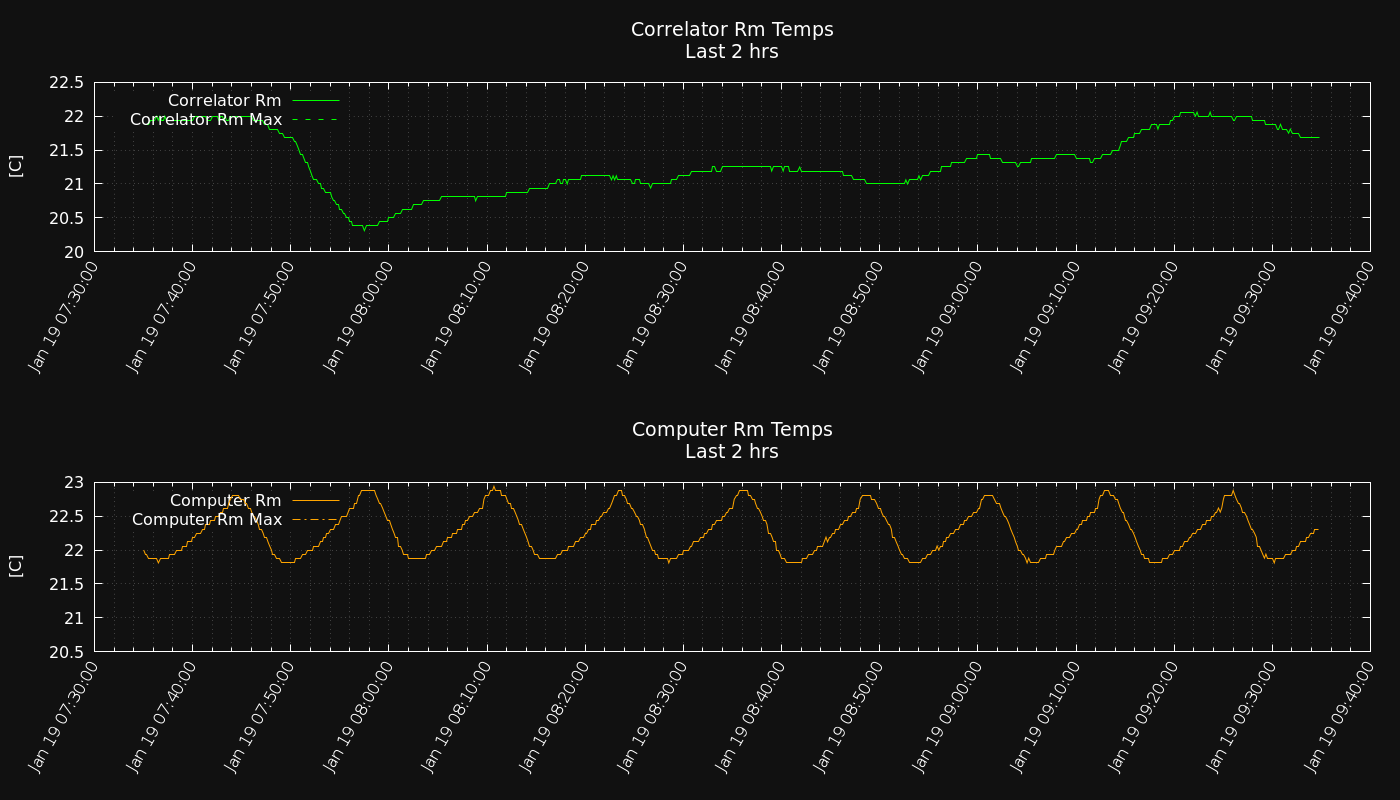 Correlator Rm Temps
Last 2 hrs
22.5
22
21.5
21
20.5
20
[C]
Correlator Rm
Correlator Rm Max
Jan 19 07:30:00
Jan 19 07:40:00
Jan 19 07:50:00
Jan 19 08:00:00
Jan 19 08:10:00
Jan 19 08:20:00
Jan 19 08:30:00
Jan 19 08:40:00
Jan 19 08:50:00
Jan 19 09:00:00
Jan 19 09:10:00
Jan 19 09:20:00
Jan 19 09:30:00
Jan 19 09:40:00
Computer Rm Temps
Last 2 hrs
23
22.5
22
21.5
21
20.5
[C]
Computer Rm
Computer Rm Max
Jan 19 07:30:00
Jan 19 07:40:00
Jan 19 07:50:00
Jan 19 08:00:00
Jan 19 08:10:00
Jan 19 08:20:00
Jan 19 08:30:00
Jan 19 08:40:00
Jan 19 08:50:00
Jan 19 09:00:00
Jan 19 09:10:00
Jan 19 09:20:00
Jan 19 09:30:00
Jan 19 09:40:00